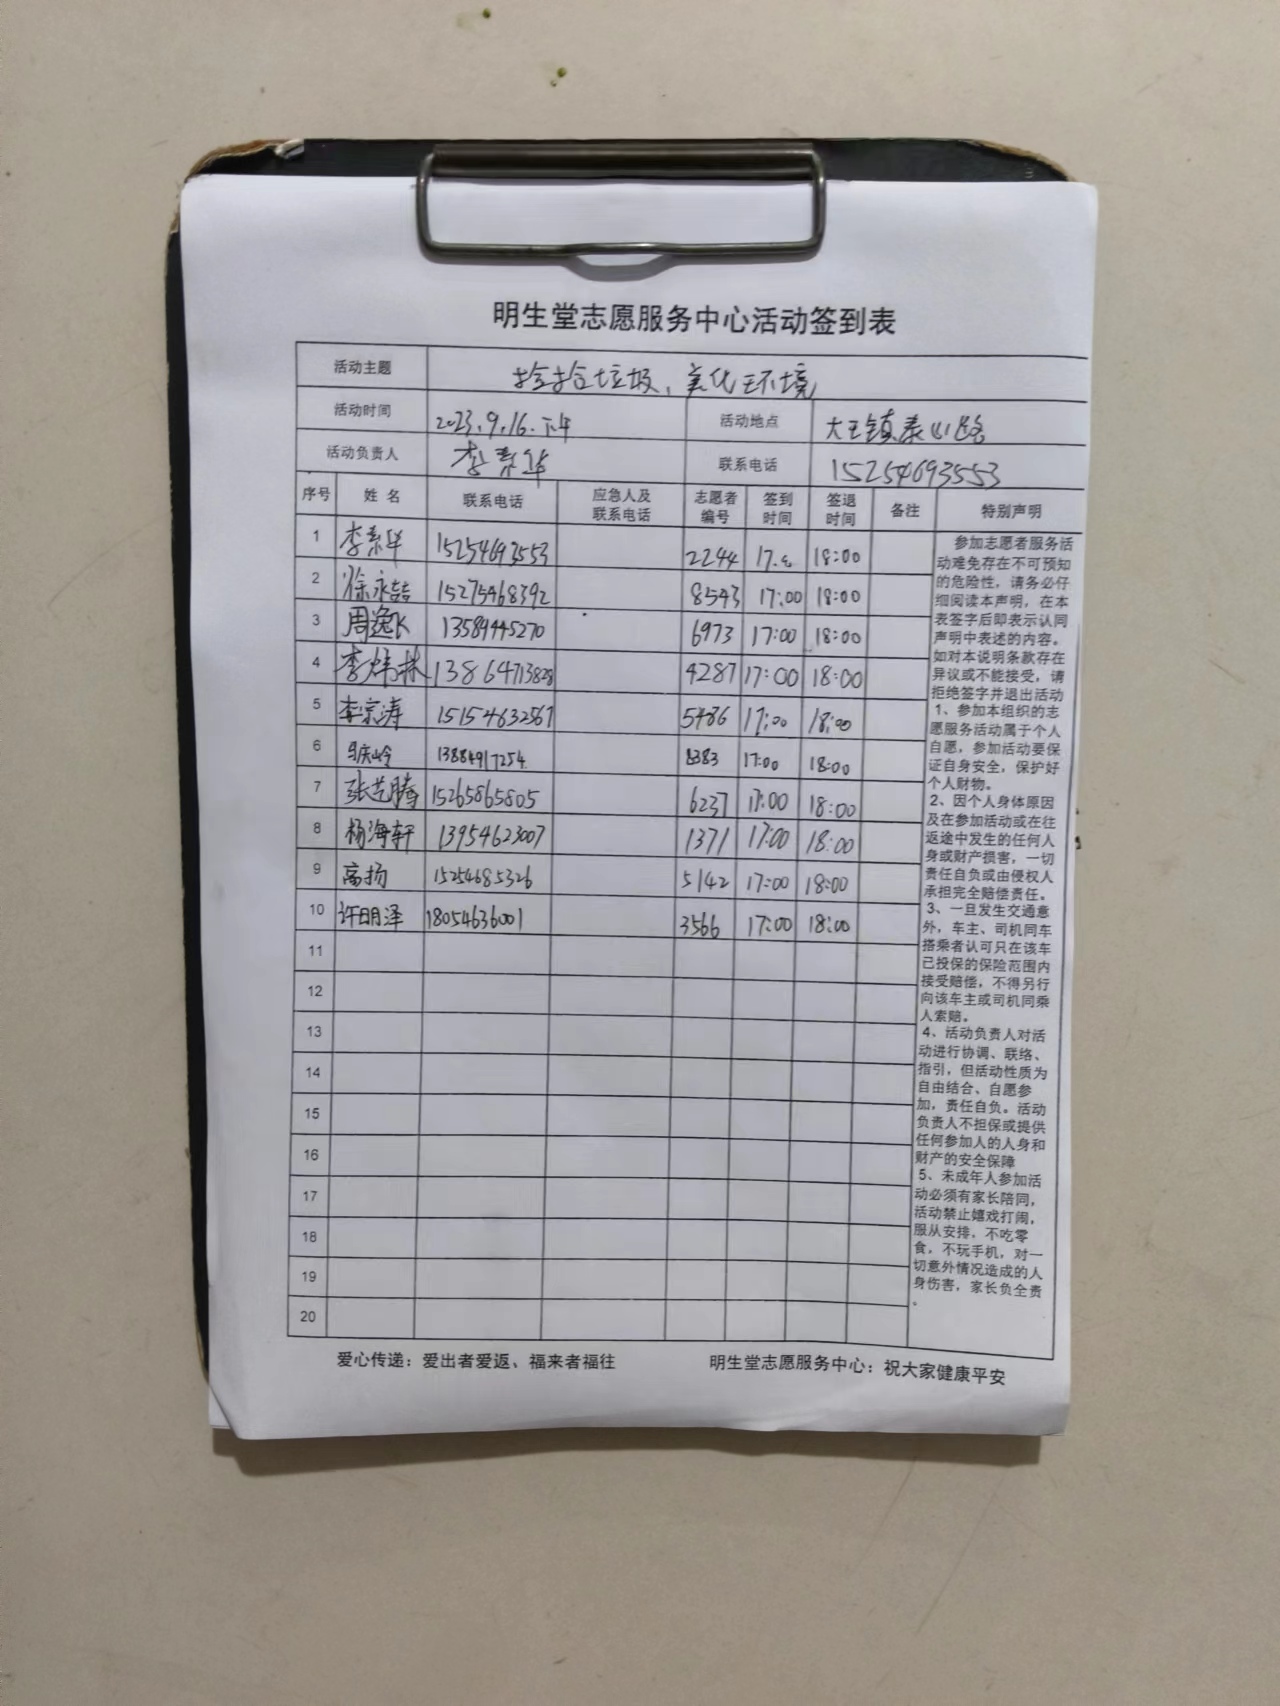 明生堂志愿服务中心活动签到表
活动主题 捡捡垃圾、美化环境
活动时间 2023.9.16.下午 活动地点 大王镇泰山路
活动负责人 李素华 联系电话 15254693553
序号 姓名 联系电话 应急人及联系电话 志愿者编号 签到时间 签退时间 备注 特别声明
1 李素华 15254693553 2244 18:00
2 徐永喆 15275468392 8543 17:00 18:00
3 周逸 13589445270 6973 17:00 18:00
4 李炜林 13864713828 4287 17:00 18:00
5 李宗涛 15154632567 5486 17:00 18:00
6 13884917254 8383 17:00 18:00
7 张艺腾 15265865805 6237 17:00 18:00
8 杨海轩 13954623007 1371 17:00 18:00
9 高扬 15254685326 5142 17:00 18:00
10 许明泽 18054636001 3566 17:00 18:00
11
12
13
14
15
16
17
18
19
20
参加志愿者服务活
动难免存在不可预知
的危险性，请务必仔
细阅读本声明，在本
表签字后即表示认同
声明中表述的内容。
如对本说明条款存在
异议或不能接受，请
拒绝签字并退出活动
1、参加本组织的志
愿服务活动属于个人
自愿，参加活动要保
证自身安全，保护好
个人财物。
2、因个人身体原因
及在参加活动或在往
返途中发生的任何人
身或财产损害，一切
责任自负或由侵权人
承担完全赔偿责任。
3、一旦发生交通意
外，车主、司机同车
搭乘者认可只在该车
已投保的保险范围内
接受赔偿，不得另行
向该车主或司机同乘
人索赔。
4、活动负责人对活
动进行协调、联络、
指引，但活动性质为
自由结合、自愿参
加，责任自负。活动
负责人不担保或提供
任何参加人的人身和
财产的安全保障
5、未成年人参加活
动必须有家长陪同，
活动禁止嬉戏打闹，
服从安排，不吃零
食，不玩手机，对一
切意外情况造成的人
身伤害，家长负全责
。
爱心传递：爱出者爱返、福来者福往 明生堂志愿服务中心：祝大家健康平安